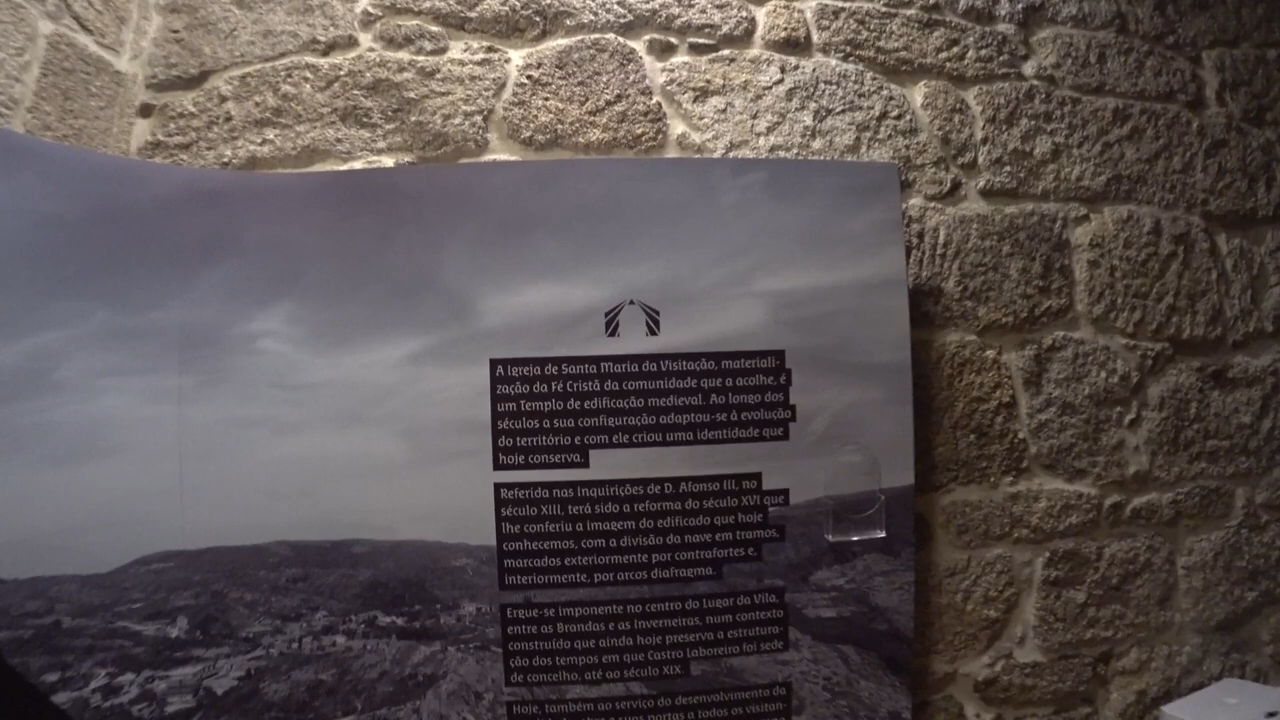 A Igreja de Santa Maria da Visitação, materiali-
zação da Fé Cristã da comunidade que a acolhe, é
um Templo de edificação medieval. Ao longo dos
séculos a sua configuração adaptou-se à evolução
do território e com ele criou uma identidade que
hoje conserva.
Referida nas Inquirições de D. Afonso III, no
século XIII, terá sido a reforma do século XVI que
lhe conferiu a imagem do edificado que hoje
conhecemos, com a divisão da nave em tramos,
marcados exteriormente por contrafortes e,
interiormente, por arcos diafragma.
Ergue-se imponente no centro do Lugar da Vila,
entre as Brandas e as Inverneiras, num contexto
construído que ainda hoje preserva a estrutura-
ção dos tempos em que Castro Laboreiro foi sede
de concelho, até ao século XIX.
Hoje, também ao serviço do desenvolvimento da
suas portas a todos os visitan-